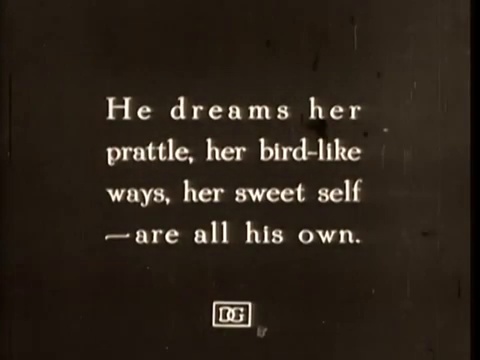 He dreams her
prattle, her bird-like
ways, her sweet self
—are all his own.
DG